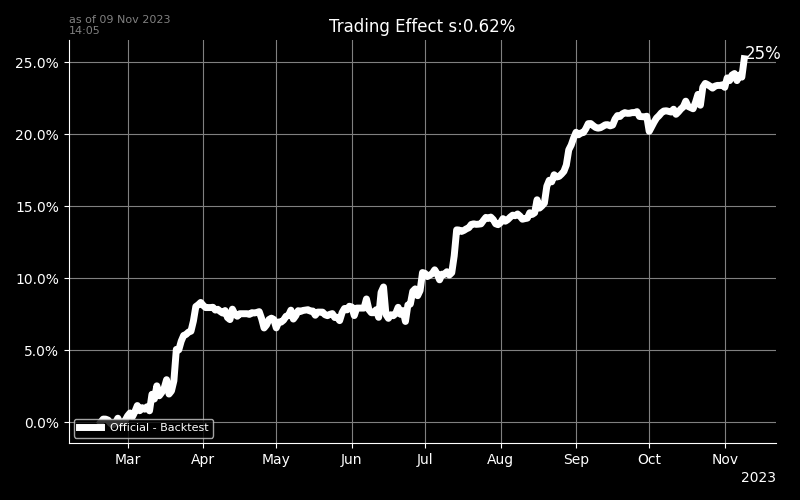 as of 09 Nov 2023
14:05
Trading Effect s:0.62%
25%
25.0%
20.0%
15.0%
10.0%
5.0%
0.0%
Official - Backtest
Mar Apr May Jun Jul Aug Sep Oct Nov
2023